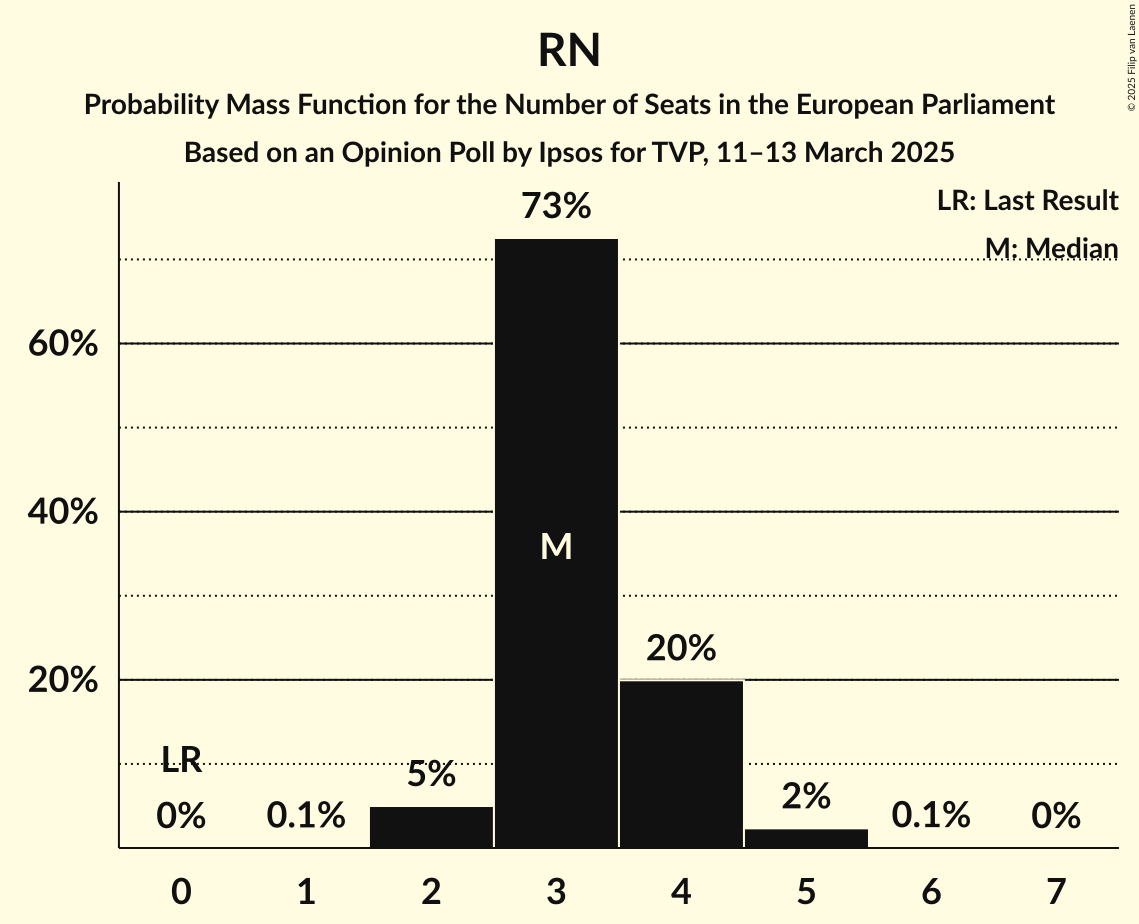 RN
Probability Mass Function for the Number of Seats in the European Parliament
Based on an Opinion Poll by Ipsos for TVP, 11–13 March 2025
© 2025 Filip van Laenen
LR: Last Result
M: Median
73%
60%
40%
M
20%
20%
LR
5%
2%
0%
0.1%
0.1%
0%
0 1 2 3 4 5 6 7